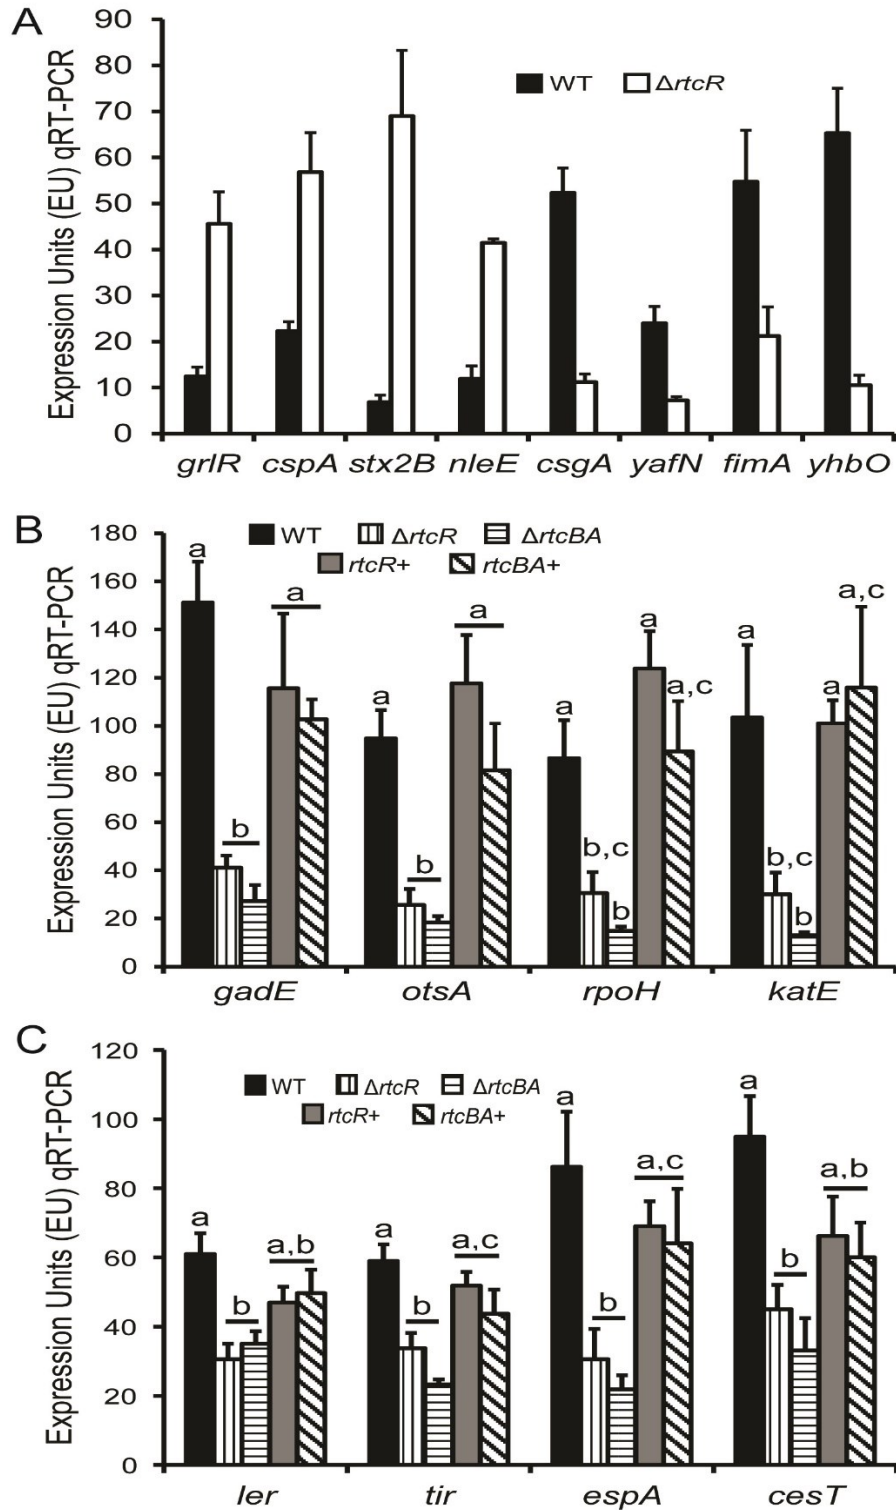 A
Expression Units (EU) qRT-PCR
90
80
70
60
50
40
30
20
10
0
WT ΔrtcR
grlR cspA stx2B nleE csgA yafN fimA yhbO
B
Expression Units (EU) qRT-PCR
180
160
140
120
100
80
60
40
20
0
WT ΔrtcR ΔrtcBA
rtcR+ rtcBA+
a b a
a b a
a b,c b a a,c
a b,c b a a,c
gadE otsA rpoH katE
C
Expression Units (EU) qRT-PCR
120
100
80
60
40
20
0
WT ΔrtcR ΔrtcBA
rtcR+ rtcBA+
a b a,b
a b a,c
a b a,c
a b a,b
ler tir espA cesT